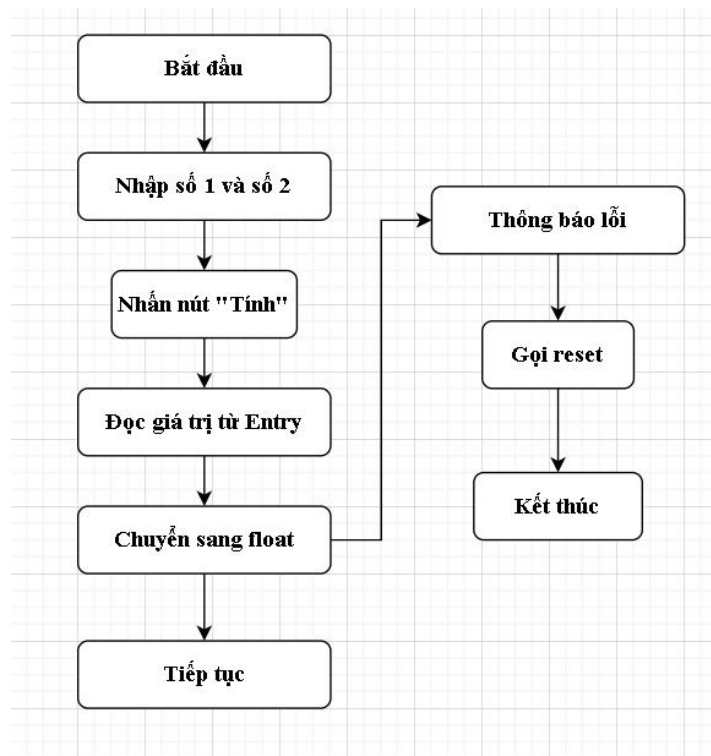 Bắt đầu
Nhập số 1 và số 2
Nhấn nút "Tính"
Đọc giá trị từ Entry
Chuyển sang float
Tiếp tục
Thông báo lỗi
Gọi reset
Kết thúc